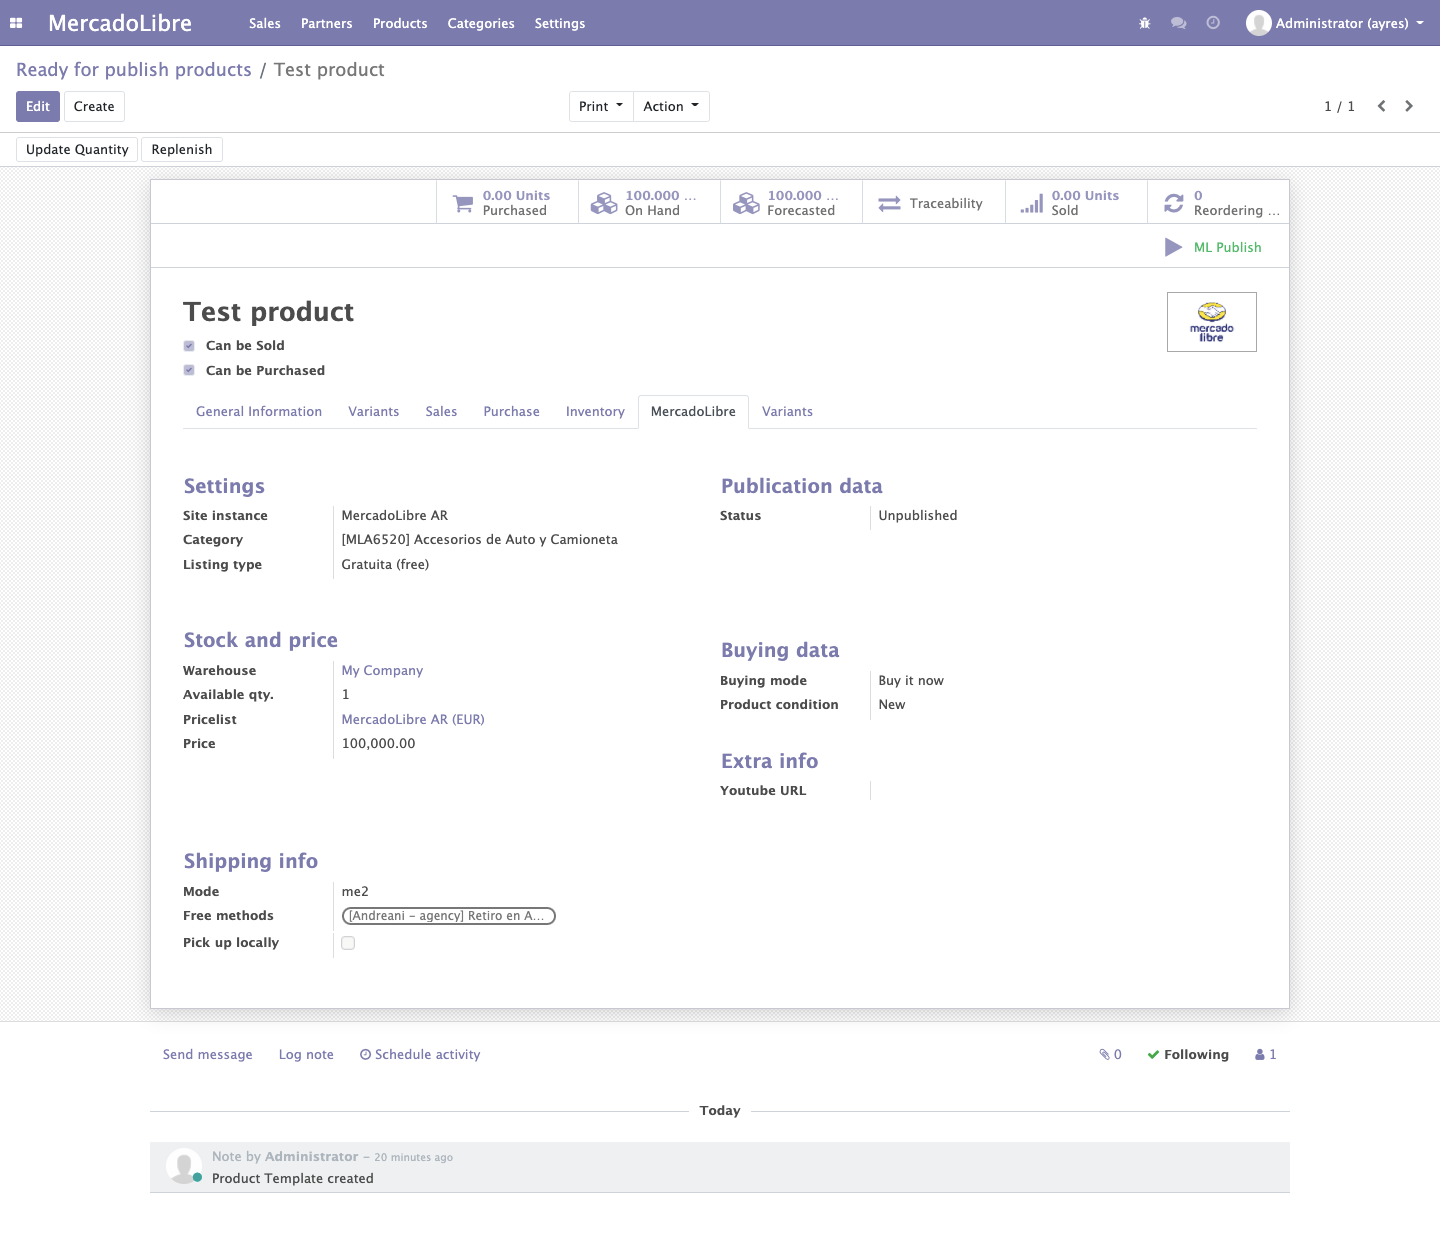 MercadoLibre Sales Partners Products Categories Settings Administrator (ayres)
Ready for publish products / Test product
Edit Create Print Action 1 / 1
Update Quantity Replenish
0.00 Units Purchased
100.000 ... On Hand
100.000 ... Forecasted
Traceability
0.00 Units Sold
0 Reordering ...
ML Publish
Test product
mercado
libre
Can be Sold
Can be Purchased
General Information Variants Sales Purchase Inventory MercadoLibre Variants
Settings
Site instance MercadoLibre AR
Category [MLA6520] Accesorios de Auto y Camioneta
Listing type Gratuita (free)
Publication data
Status Unpublished
Stock and price
Warehouse My Company
Available qty. 1
Pricelist MercadoLibre AR (EUR)
Price 100,000.00
Buying data
Buying mode Buy it now
Product condition New
Extra info
Youtube URL
Shipping info
Mode me2
Free methods [Andreani - agency] Retiro en A...
Pick up locally
Send message Log note Schedule activity 0 Following 1
Today
Note by Administrator - 20 minutes ago
Product Template created